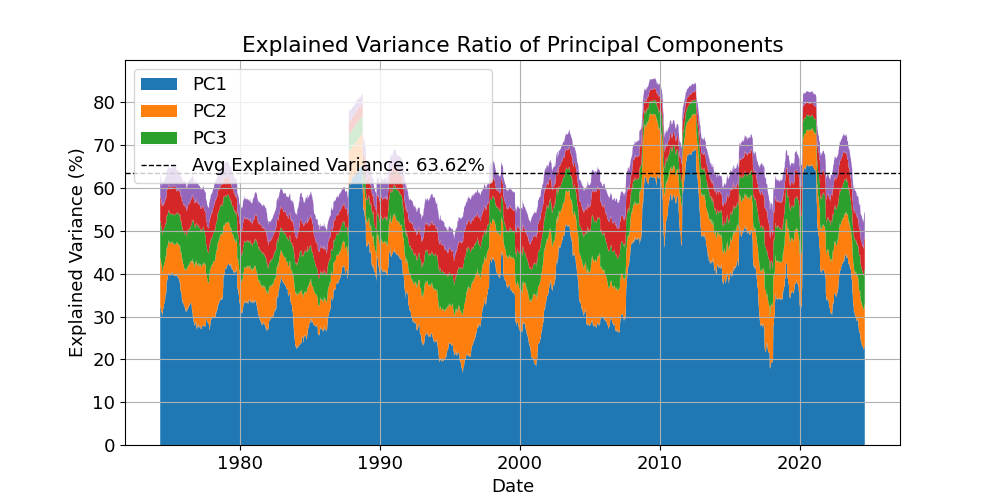 Explained Variance Ratio of Principal Components
PC1
PC2
PC3
Avg Explained Variance: 63.62%
Explained Variance (%)
80
70
60
50
40
30
20
10
0
1980
1990
2000
2010
2020
Date